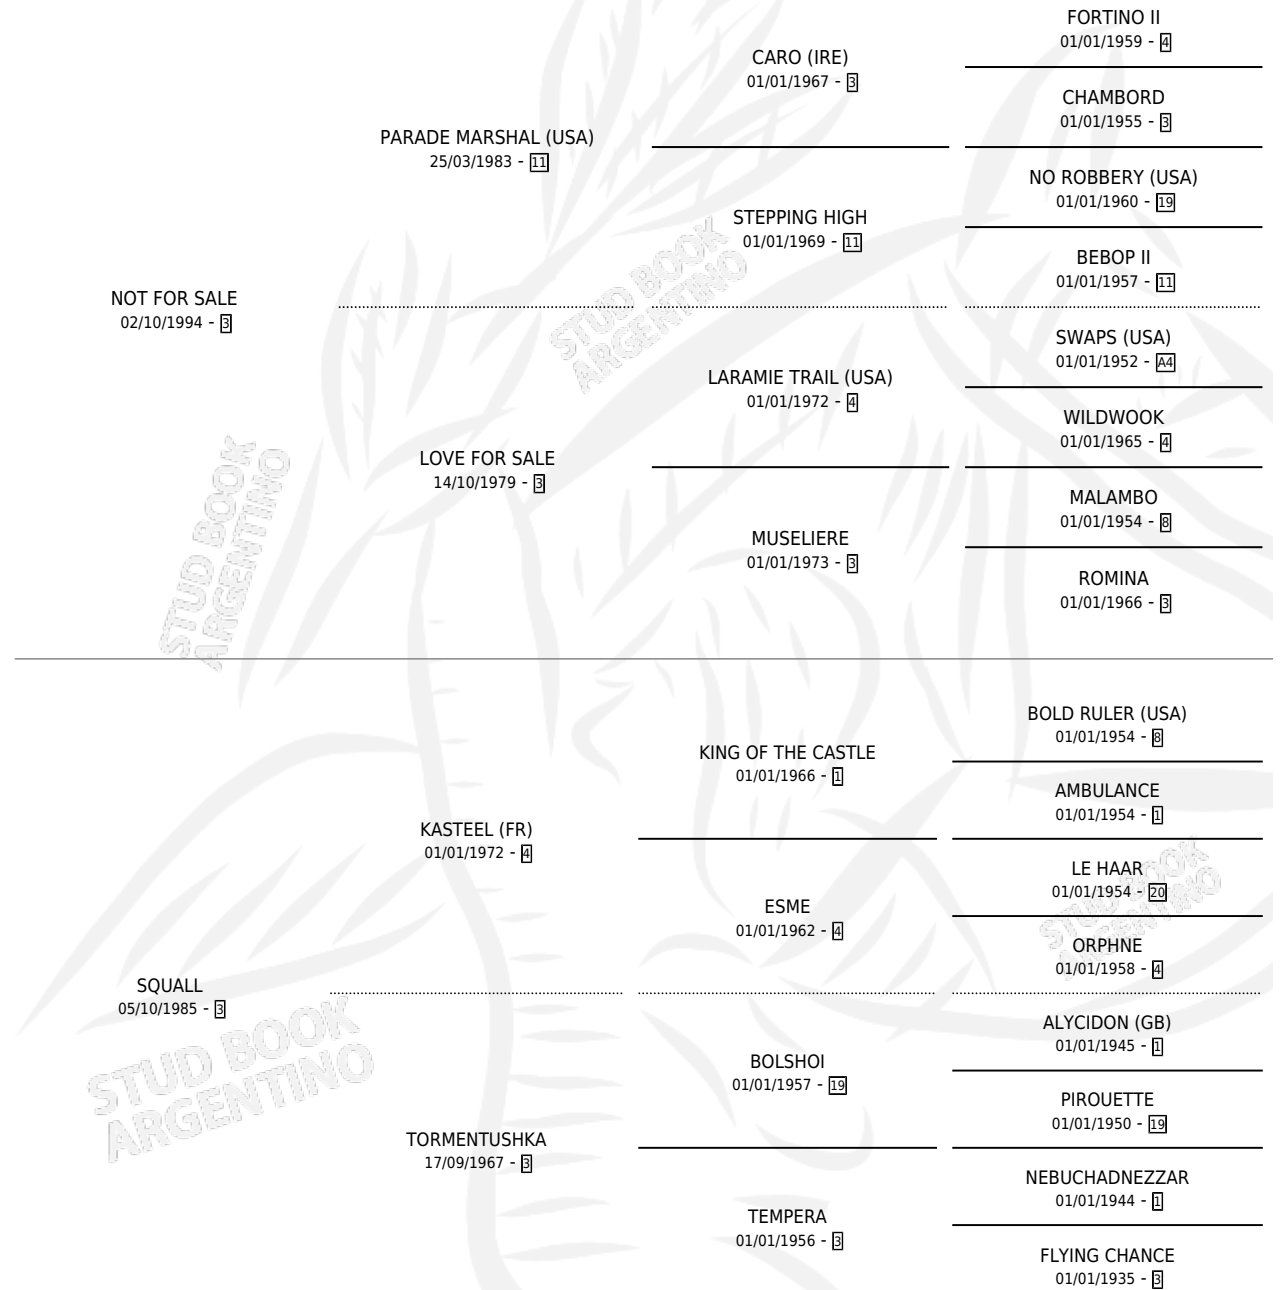 FORTINO II
01/01/1959 - 4
CARO (IRE)
01/01/1967 - 3
CHAMBORD
01/01/1955 - 3
PARADE MARSHAL (USA)
25/03/1983 - 11
NO ROBBERY (USA)
01/01/1960 - 19
STEPPING HIGH
01/01/1969 - 11
BEBOP II
01/01/1957 - 11
NOT FOR SALE
02/10/1994 - 3
SWAPS (USA)
01/01/1952 - A4
LARAMIE TRAIL (USA)
01/01/1972 - 4
WILDWOOK
01/01/1965 - 4
LOVE FOR SALE
14/10/1979 - 3
MALAMBO
01/01/1954 - 8
MUSELIERE
01/01/1973 - 3
ROMINA
01/01/1966 - 3
STUD BOOK
ARGENTINO
STUD BOOK
ARGENTINO
BOLD RULER (USA)
01/01/1954 - 8
KING OF THE CASTLE
01/01/1966 - 1
AMBULANCE
01/01/1954 - 1
KASTEEL (FR)
01/01/1972 - 4
LE HAAR
01/01/1954 - 20
ESME
01/01/1962 - 4
ORPHNE
01/01/1958 - 4
SQUALL
05/10/1985 - 3
ALYCIDON (GB)
01/01/1945 - 1
BOLSHOI
01/01/1957 - 19
PIROUETTE
01/01/1950 - 19
TORMENTUSHKA
17/09/1967 - 3
NEBUCHADNEZZAR
01/01/1944 - 1
TEMPERA
01/01/1956 - 3
FLYING CHANCE
01/01/1935 - 3
STUD BOOK
ARGENTINO
STUD BOOK
ARGENTINO